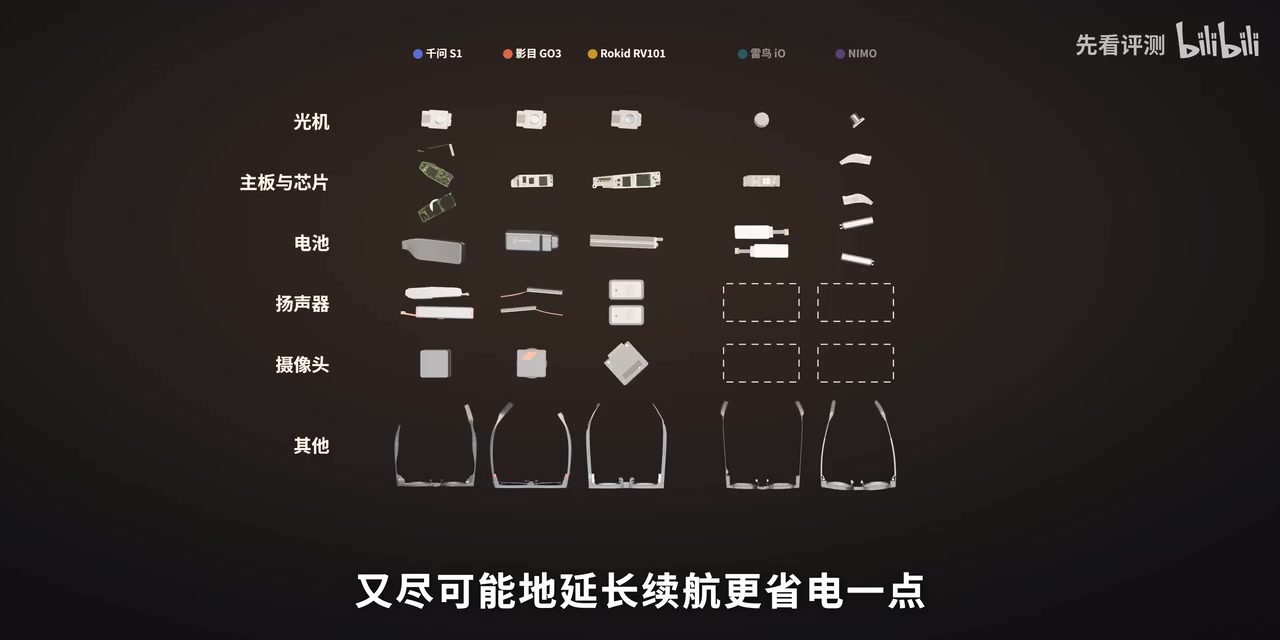 先看评测 bilibili
千问 S1 影目 GO3 Rokid RV101 雷鸟 iO NIMO
光机
主板与芯片
电池
扬声器
摄像头
其他
又尽可能地延长续航更省电一点